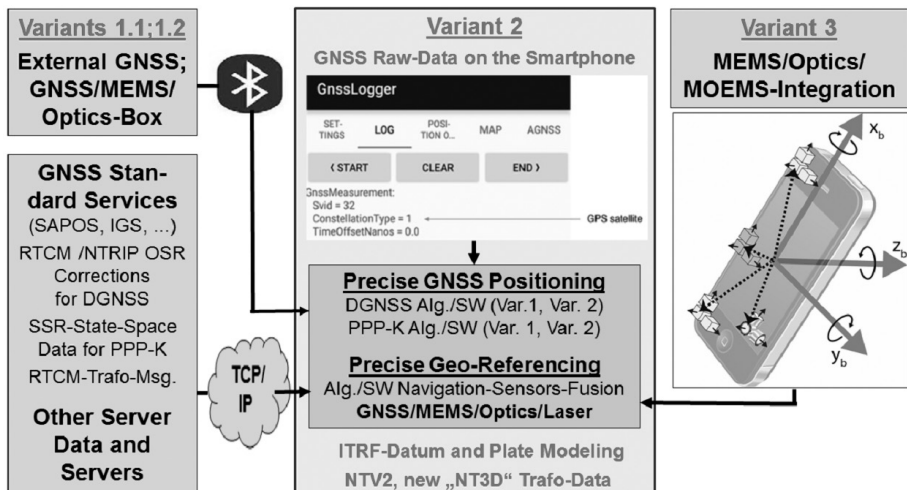 Variants 1.1;1.2
External GNSS;
GNSS/MEMS/
Optics-Box
GNSS Stan-
dard Services
(SAPOS, IGS, ...)
RTCM /NTRIP OSR
Corrections
for DGNSS
SSR-State-Space
Data for PPP-K
RTCM-Trafo-Msg.
Other Server
Data and
Servers
TCP/
IP
Variant 2
GNSS Raw-Data on the Smartphone
GnssLogger
SET-
TINGS
LOG
POSI-
TION O...
MAP
AGNSS
⟨ START
CLEAR
END ⟩
GnssMeasurement:
Svid = 32
ConstellationType = 1
GPS satellite
TimeOffsetNanos = 0.0
Precise GNSS Positioning
DGNSS Alg./SW (Var.1, Var. 2)
PPP-K Alg./SW (Var. 1, Var. 2)
Precise Geo-Referencing
Alg./SW Navigation-Sensors-Fusion
GNSS/MEMS/Optics/Laser
ITRF-Datum and Plate Modeling
NTV2, new „NT3D“ Trafo-Data
Variant 3
MEMS/Optics/
MOEMS-Integration
xb
zb
yb